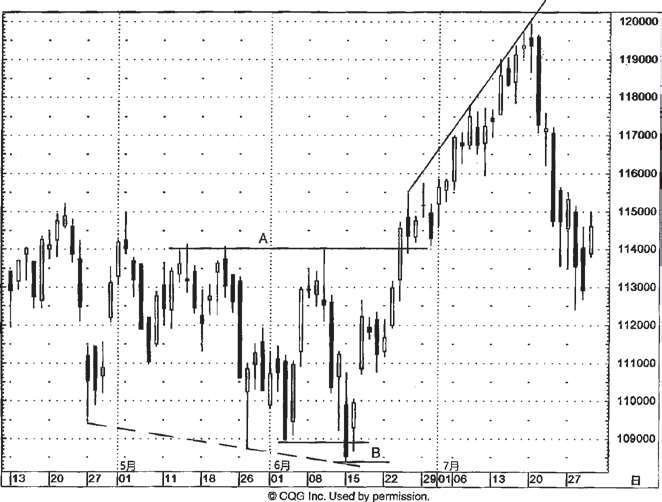 120000
119000
118000
117000
116000
115000
A
114000
113000
112000
111000
110000
109000
B
5月 6月 7月
13 20 27 01 11 18 26 01 08 15 22 29 01 06 13 20 27 日
© CQG Inc. Used by permission.